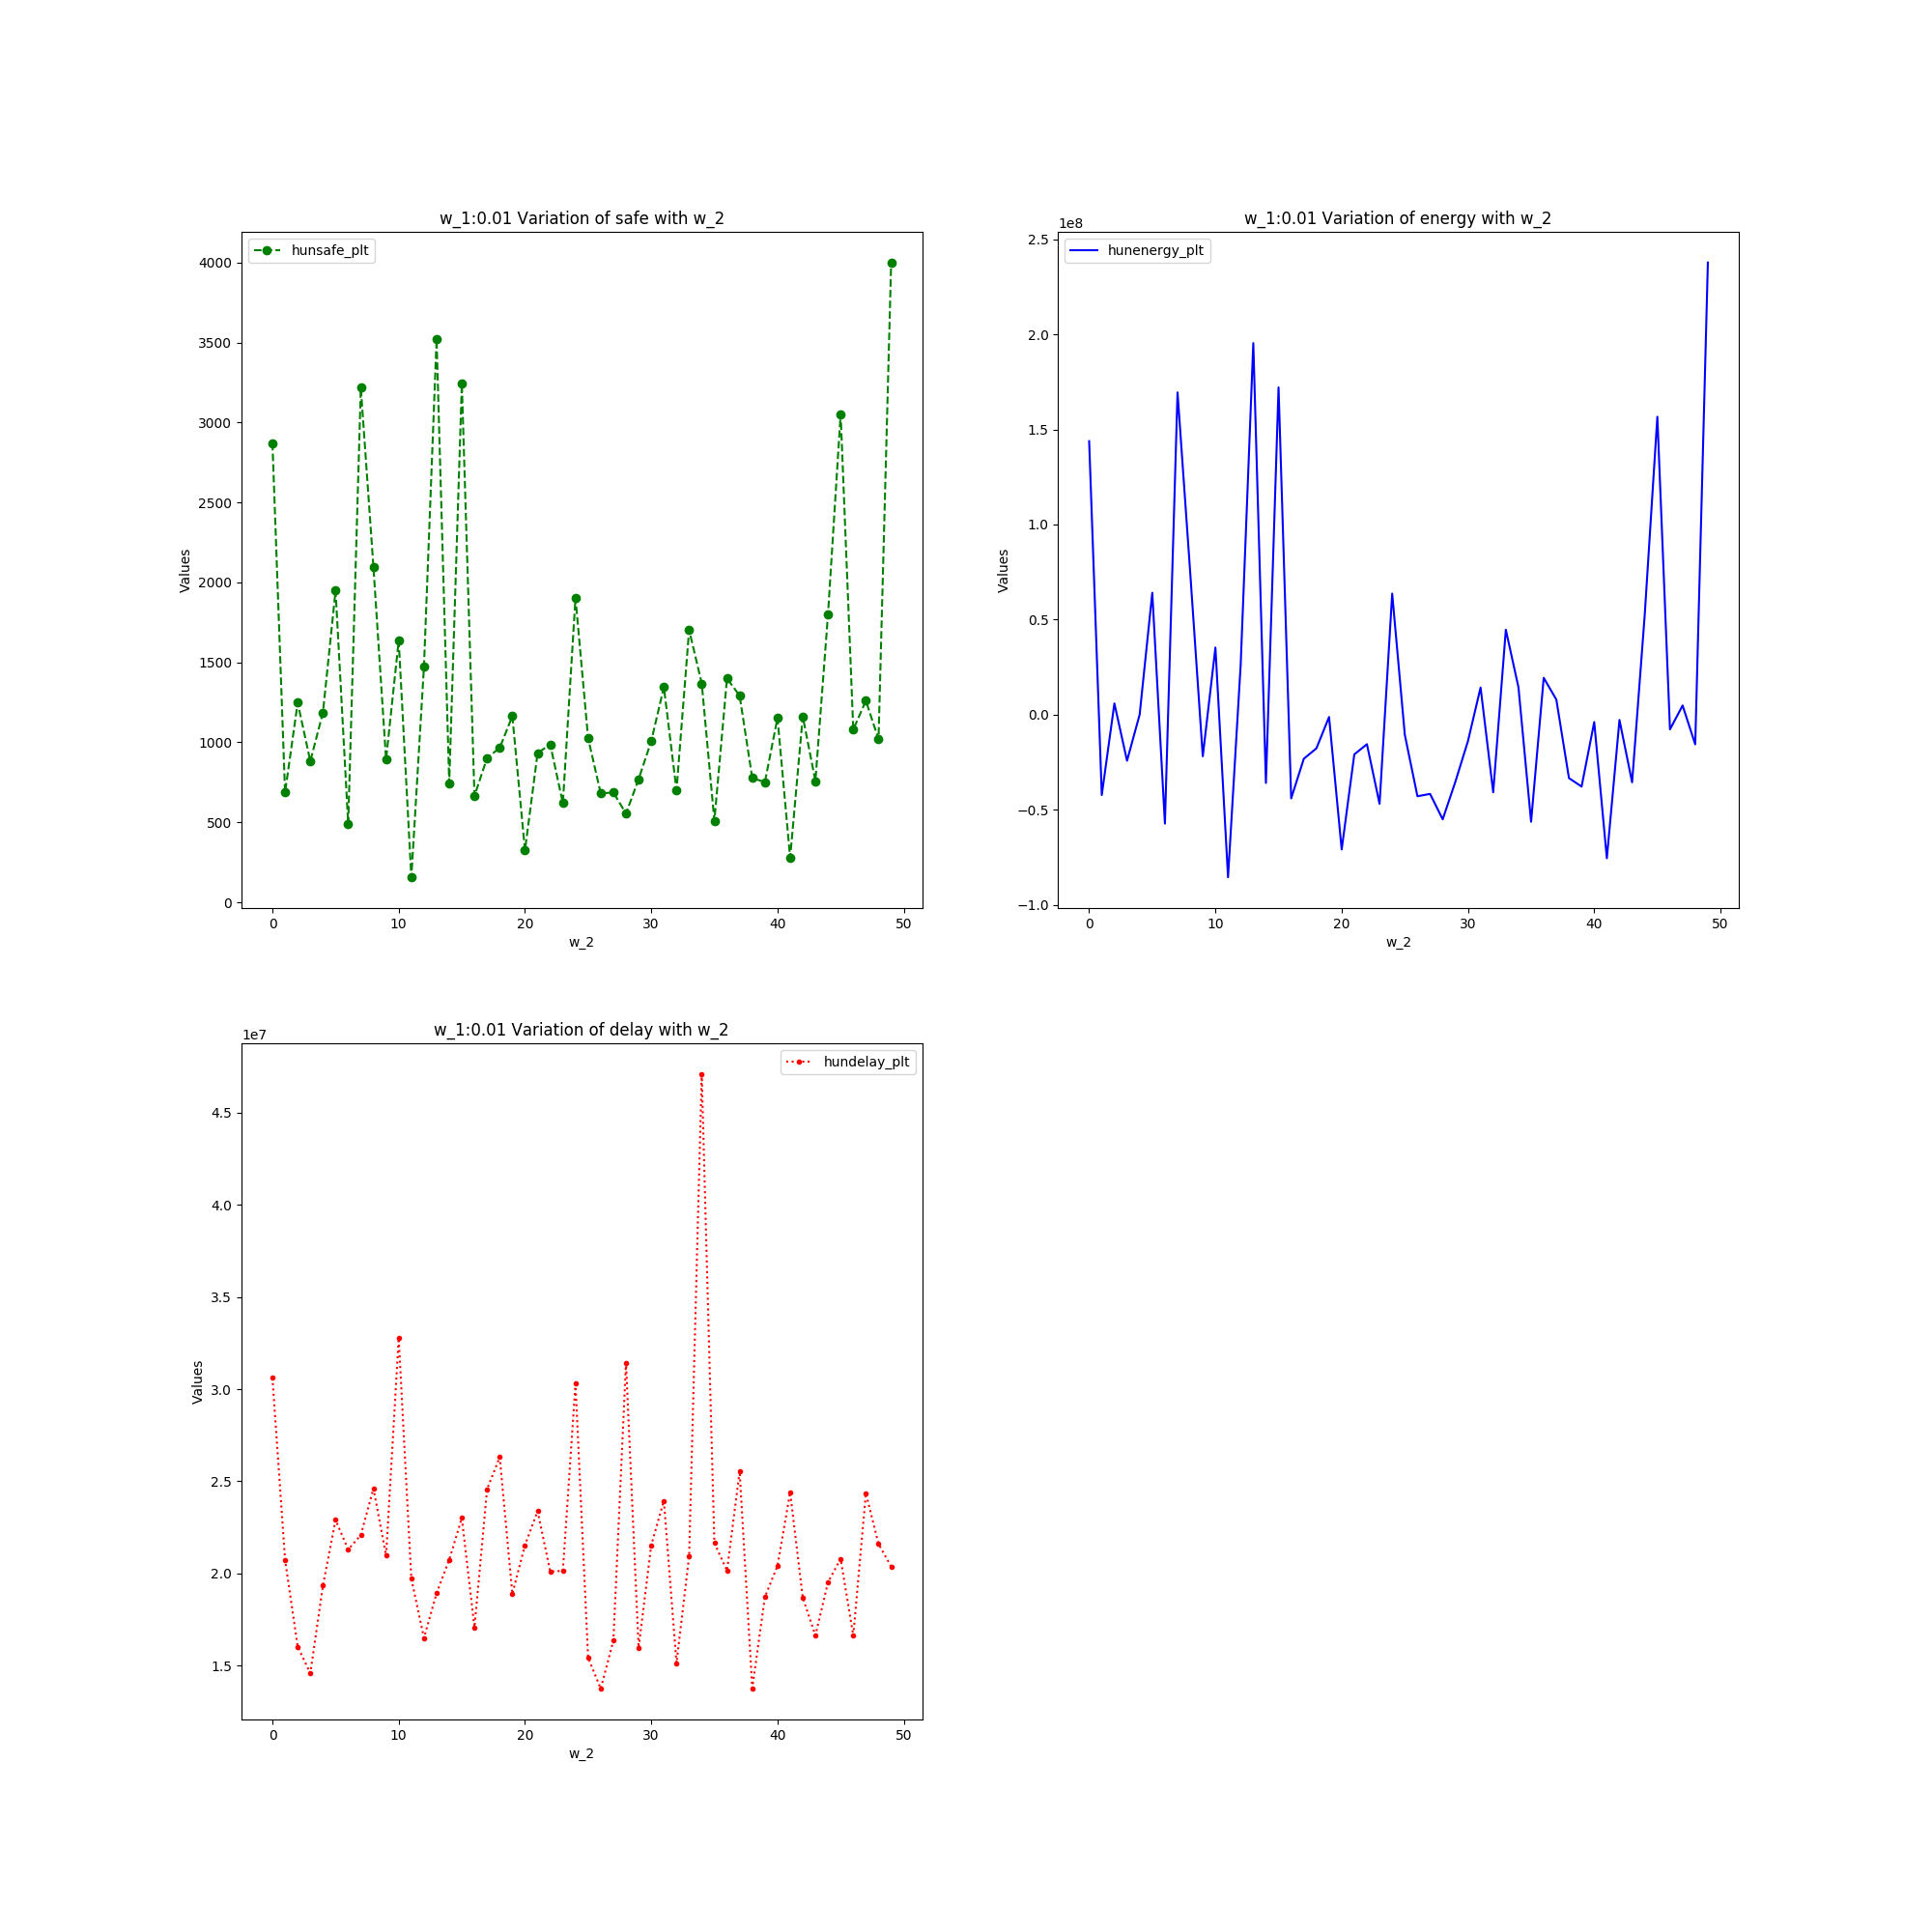 w_1:0.01 Variation of safe with w_2
hunsafe_plt
4000
3500
3000
2500
2000
1500
1000
500
0
Values
0 10 20 30 40 50
w_2
w_1:0.01 Variation of energy with w_2
1e8
hunenergy_plt
2.5
2.0
1.5
1.0
0.5
0.0
−0.5
−1.0
Values
0 10 20 30 40 50
w_2
w_1:0.01 Variation of delay with w_2
1e7
hundelay_plt
4.5
4.0
3.5
3.0
2.5
2.0
1.5
Values
0 10 20 30 40 50
w_2